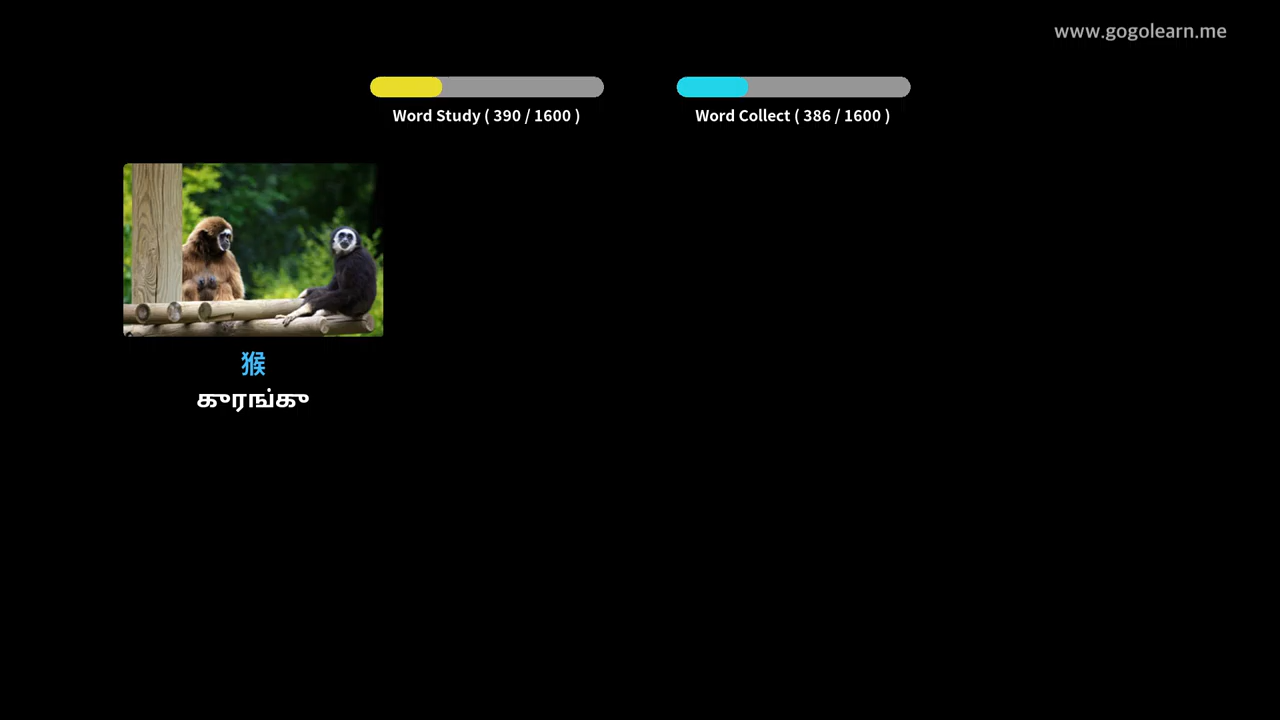 www.gogolearn.me
Word Study ( 390 / 1600 )
Word Collect ( 386 / 1600 )
猴
குரங்கு